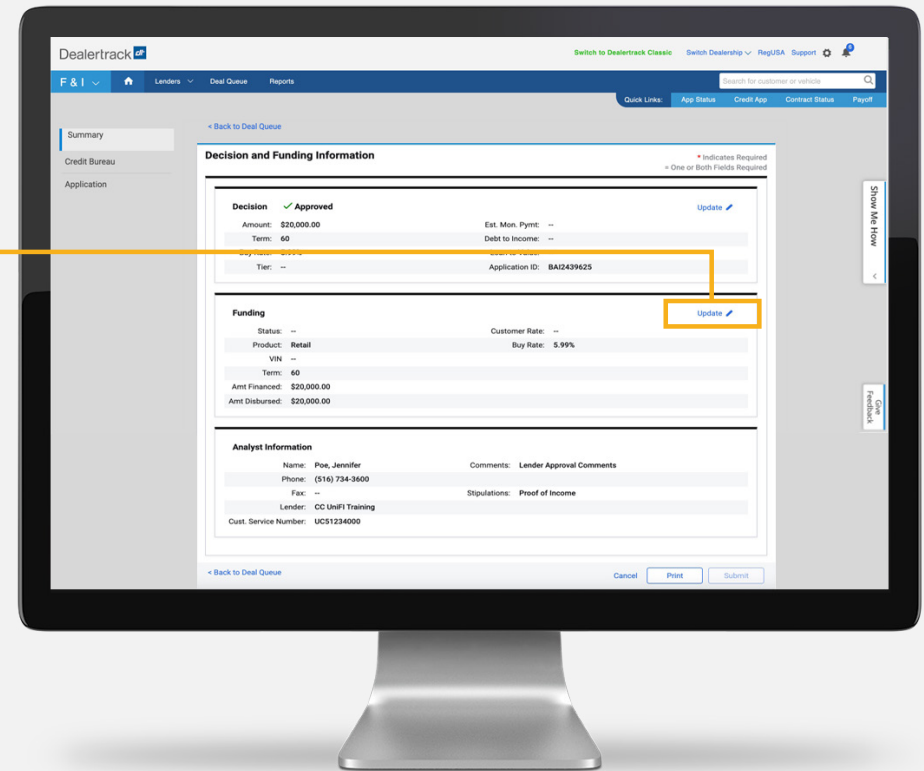 Dealertrack dt
Switch to Dealertrack Classic Switch Dealership RegUSA Support
F & I Lenders Deal Queue Reports Search for customer or vehicle
Quick Links: App Status Credit App Contract Status Payoff
Summary
Credit Bureau
Application
< Back to Deal Queue
Decision and Funding Information
* Indicates Required
= One or Both Fields Required
Decision Approved Update
Amount: $20,000.00 Est. Mon. Pymt: --
Term: 60 Debt to Income: --
Tier: -- Application ID: BAI2439625
Funding Update
Status: -- Customer Rate: --
Product: Retail Buy Rate: 5.99%
VIN --
Term: 60
Amt Financed: $20,000.00
Amt Disbursed: $20,000.00
Analyst Information
Name: Poe, Jennifer Comments: Lender Approval Comments
Phone: (516) 734-3600
Fax: -- Stipulations: Proof of Income
Lender: CC UniFI Training
Cust. Service Number: UC51234000
< Back to Deal Queue
Cancel Print Submit
Show Me How
Give
Feedback